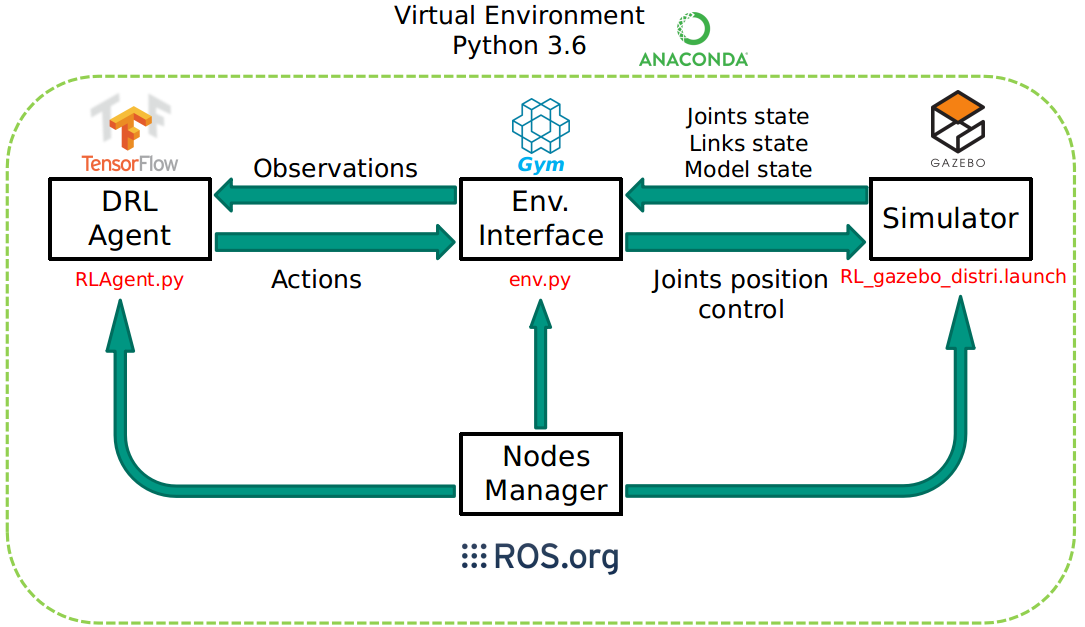 Virtual Environment
Python 3.6
ANACONDA
TF
TensorFlow
Gym
GAZEBO
Observations
Joints state
Links state
Model state
DRL
Agent
Env.
Interface
Simulator
RLAgent.py
Actions
env.py
Joints position
control
RL_gazebo_distri.launch
Nodes
Manager
ROS.org